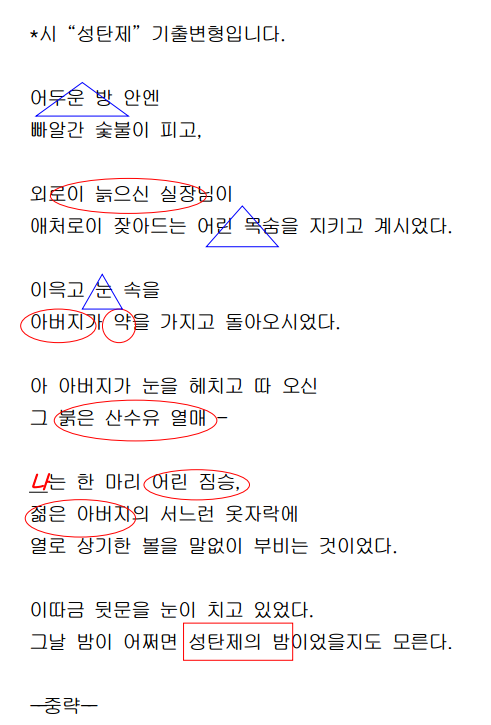 *시 “성탄제” 기출변형입니다.
어두운 방 안엔
빠알간 숯불이 피고,
외로이 늙으신 실장님이
애처로이 잦아드는 어린 목숨을 지키고 계시었다.
이윽고 눈 속을
아버지가 약을 가지고 돌아오시었다.
아 아버지가 눈을 헤치고 따 오신
그 붉은 산수유 열매 -
나는 한 마리 어린 짐승,
젊은 아버지의 서느런 옷자락에
열로 상기한 볼을 말없이 부비는 것이었다.
이따금 뒷문을 눈이 치고 있었다.
그날 밤이 어쩌면 성탄제의 밤이었을지도 모른다.
-중략-